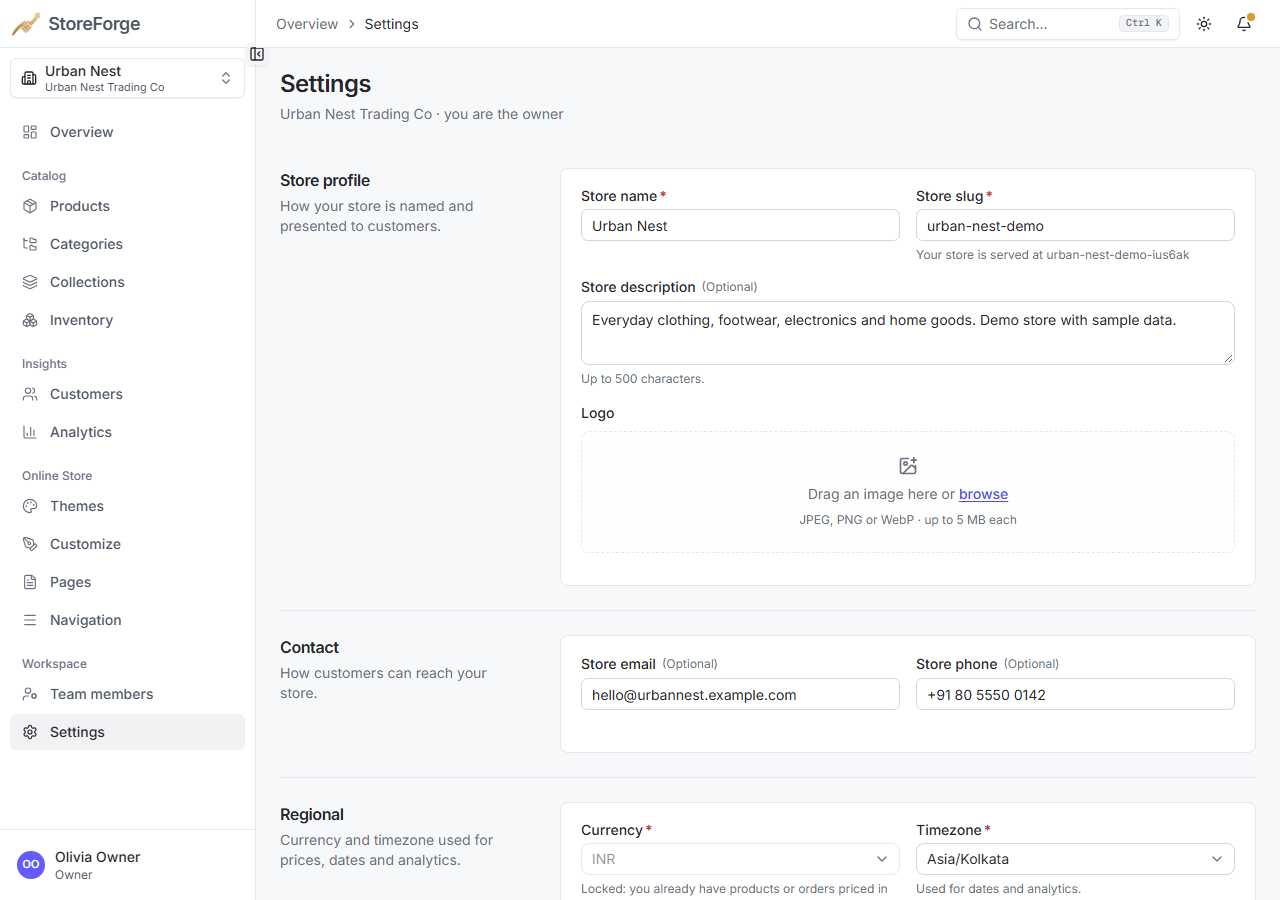 StoreForge
Overview
Settings
Search...
Ctrl K
Urban Nest
Urban Nest Trading Co
Overview
Catalog
Products
Categories
Collections
Inventory
Insights
Customers
Analytics
Online Store
Themes
Customize
Pages
Navigation
Workspace
Team members
Settings
OO
Olivia Owner
Owner
Settings
Urban Nest Trading Co · you are the owner
Store profile
How your store is named and
presented to customers.
Store name *
Urban Nest
Store slug *
urban-nest-demo
Your store is served at urban-nest-demo-ius6ak
Store description (Optional)
Everyday clothing, footwear, electronics and home goods. Demo store with sample data.
Up to 500 characters.
Logo
Drag an image here or browse
JPEG, PNG or WebP · up to 5 MB each
Contact
How customers can reach your
store.
Store email (Optional)
hello@urbannest.example.com
Store phone (Optional)
+91 80 5550 0142
Regional
Currency and timezone used for
prices, dates and analytics.
Currency *
INR
Locked: you already have products or orders priced in
Timezone *
Asia/Kolkata
Used for dates and analytics.